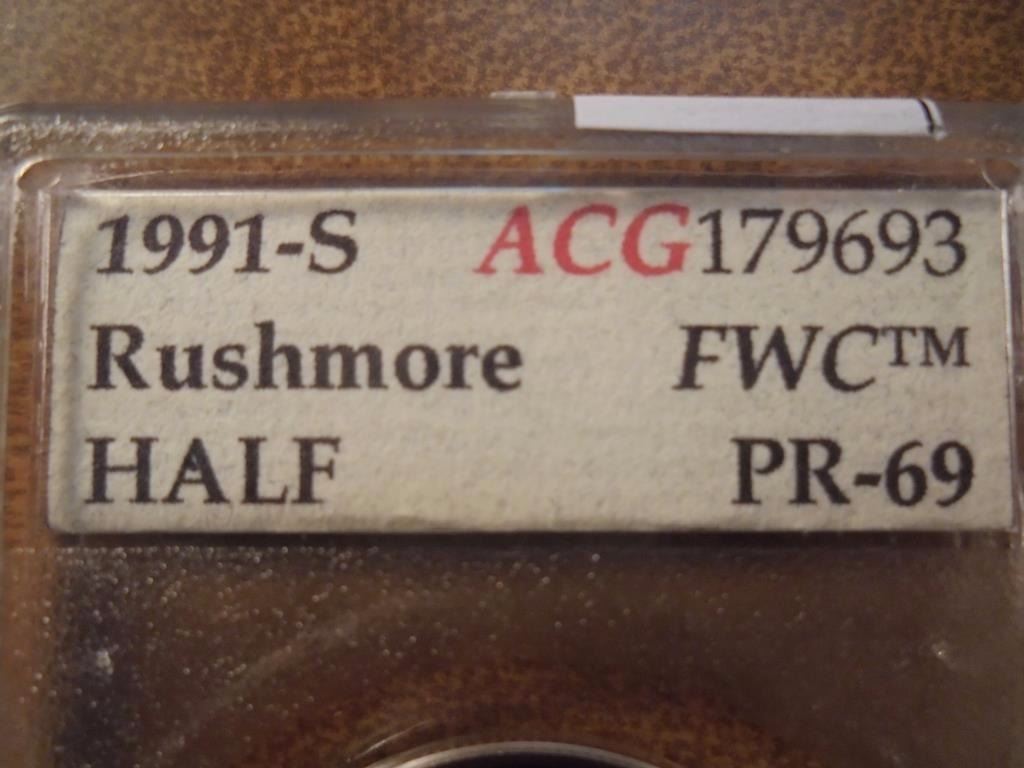 1991-S ACG179693
Rushmore FWC™
HALF PR-69